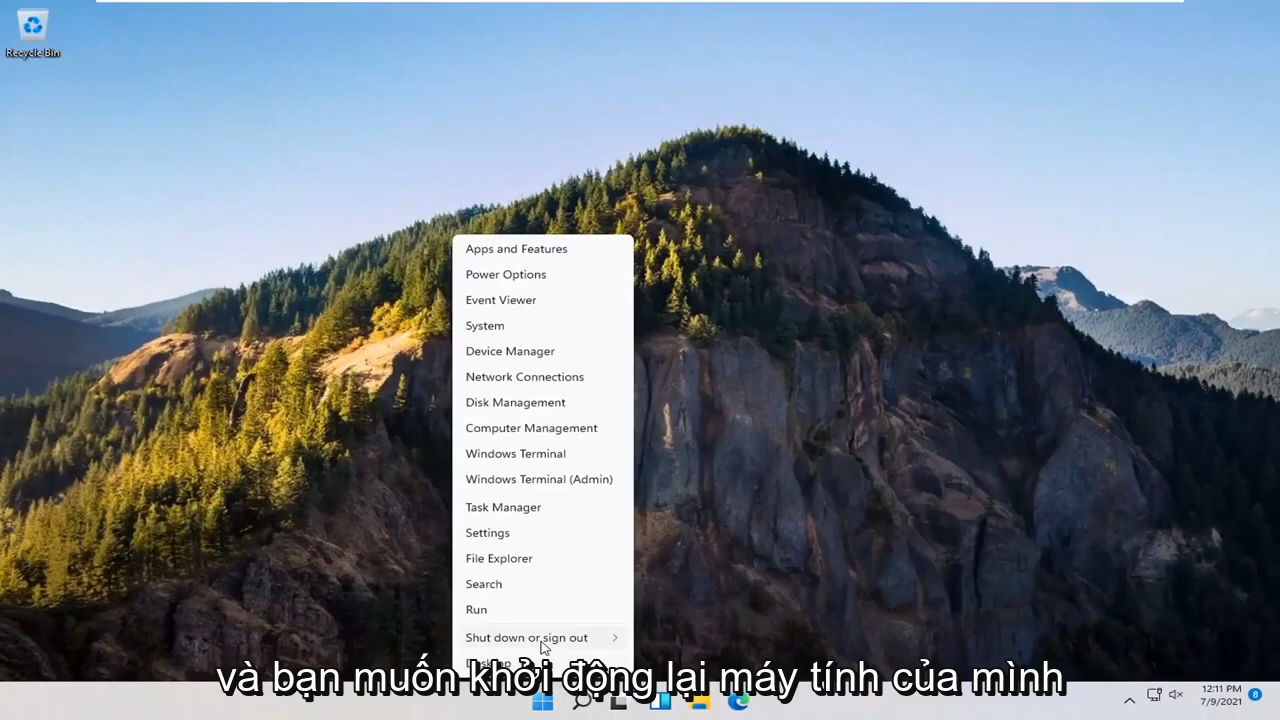 Recycle Bin
Apps and Features
Power Options
Event Viewer
System
Device Manager
Network Connections
Disk Management
Computer Management
Windows Terminal
Windows Terminal (Admin)
Task Manager
Settings
File Explorer
Search
Run
Shut down or sign out
Desktop
và bạn muốn khởi động lại máy tính của mình
12:11 PM
7/9/2021
8